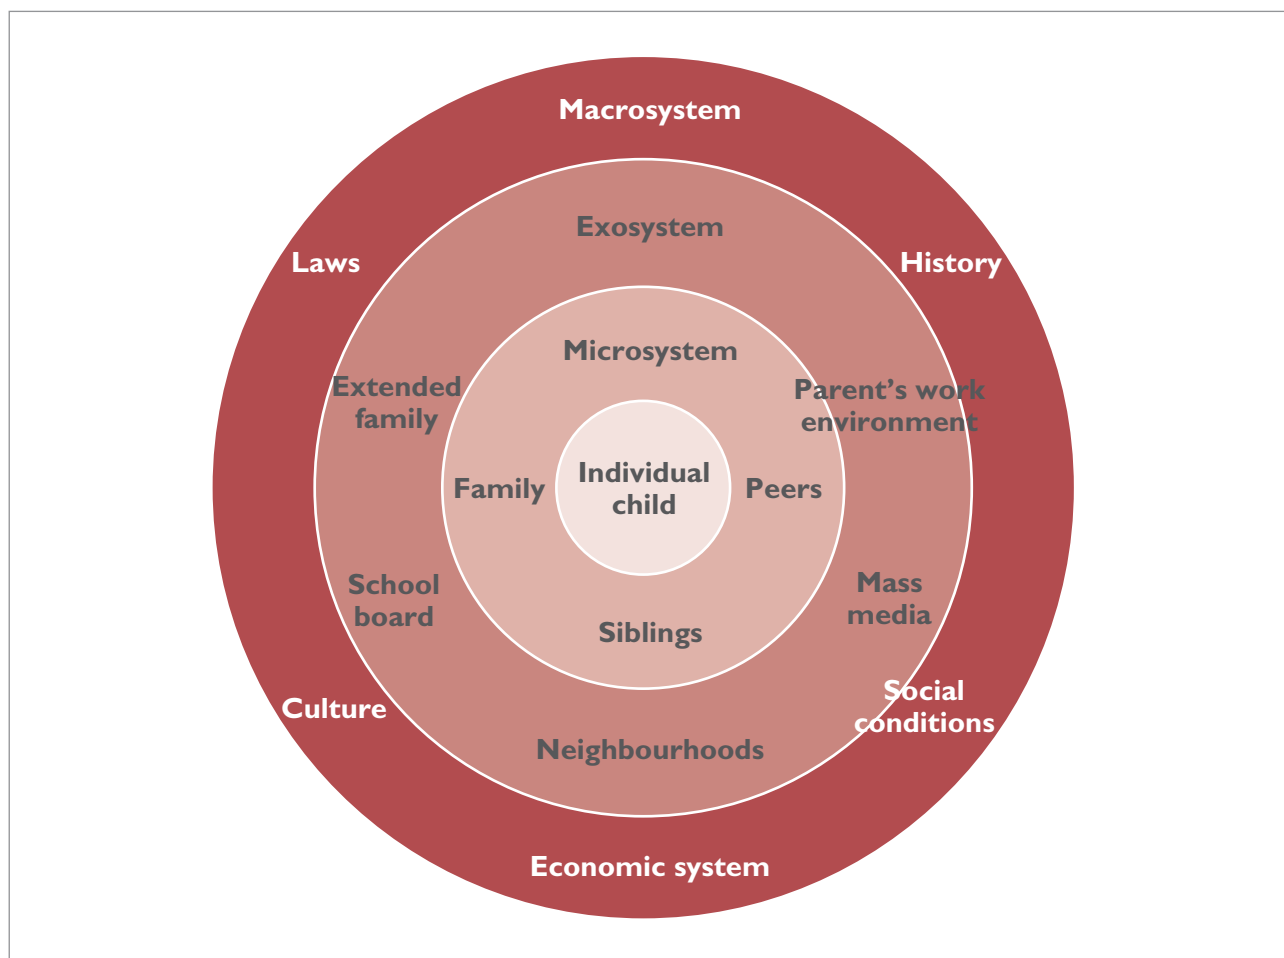 Macrosystem
Exosystem
Laws
History
Microsystem
Extended
family
Parent’s work
environment
Family
Individual
child
Peers
School
board
Mass
media
Siblings
Culture
Social
conditions
Neighbourhoods
Economic system